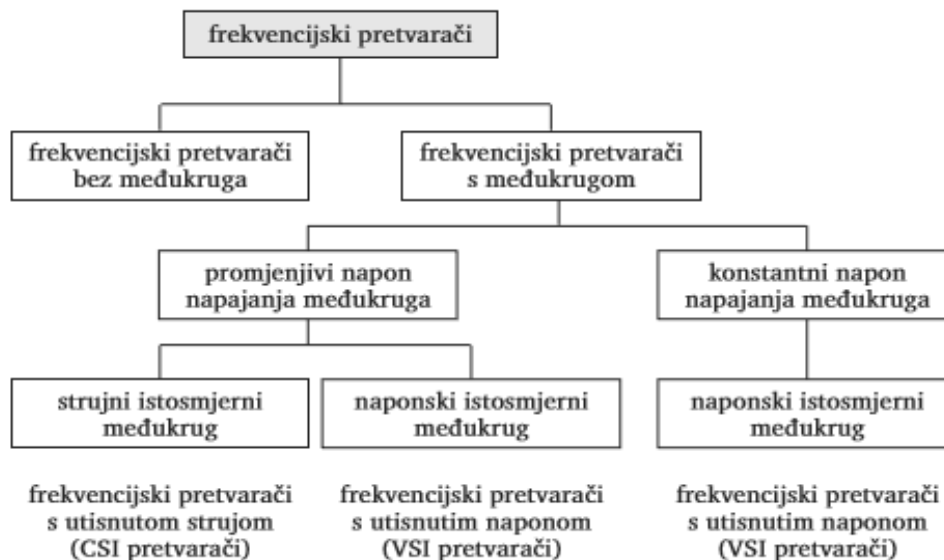 frekvencijski pretvarači
frekvencijski pretvarači
bez međukruga
frekvencijski pretvarači
s međukrugom
promjenjivi napon
napajanja međukruga
konstantni napon
napajanja međukruga
strujni istosmjerni
međukrug
naponski istosmjerni
međukrug
naponski istosmjerni
međukrug
frekvencijski pretvarači
s utisnutom strujom
(CSI pretvarači)
frekvencijski pretvarači
s utisnutim naponom
(VSI pretvarači)
frekvencijski pretvarači
s utisnutim naponom
(VSI pretvarači)